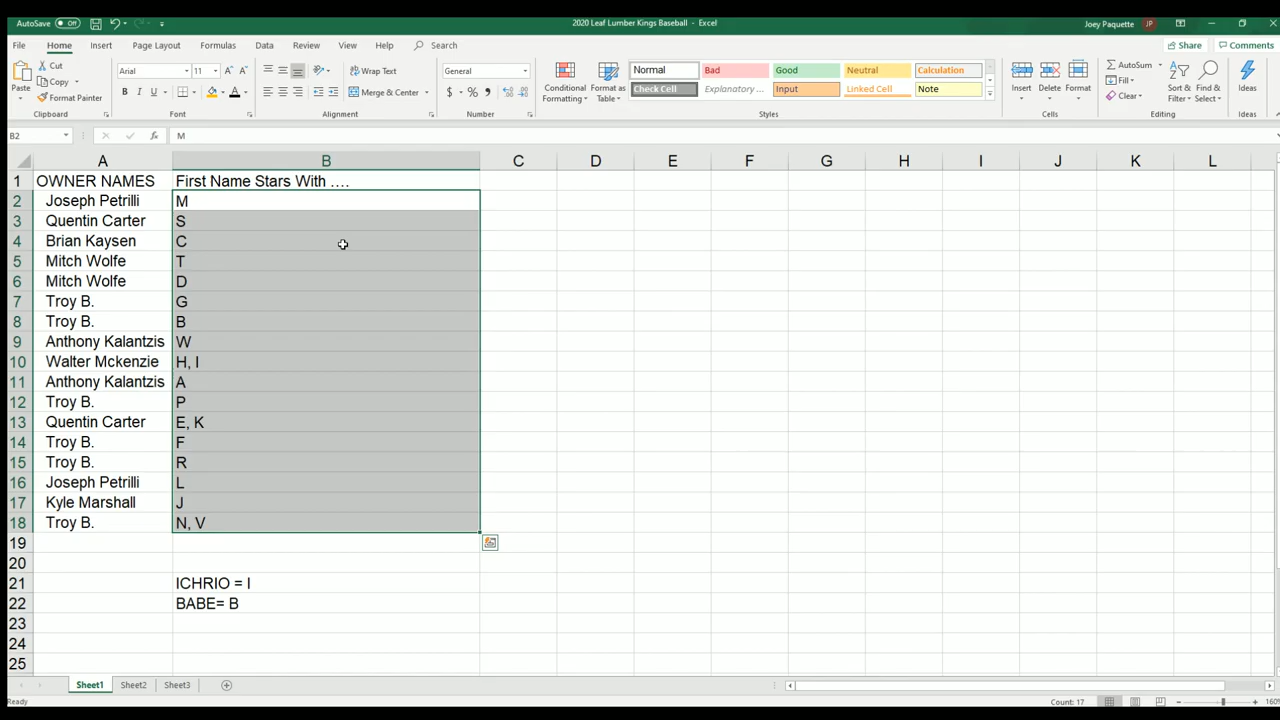 AutoSave Off
2020 Leaf Lumber Kings Baseball - Excel
Joey Paquette JP
File Home Insert Page Layout Formulas Data Review View Help Search Share Comments
Paste
Cut
Copy
Format Painter
Clipboard
Arial 11
B I U
A A
Font
Wrap Text
Merge & Center
Alignment
General
$ % ,
Number
Conditional Formatting
Format as Table
Normal Bad Good Neutral Calculation
Check Cell Explanatory ... Input Linked Cell Note
Styles
Insert Delete Format
Cells
AutoSum
Fill
Clear
Sort & Filter
Find & Select
Editing
Ideas
Ideas
B2 fx M
A B C D E F G H I J K L
1 OWNER NAMES First Name Stars With ....
2 Joseph Petrilli M
3 Quentin Carter S
4 Brian Kaysen C
5 Mitch Wolfe T
6 Mitch Wolfe D
7 Troy B. G
8 Troy B. B
9 Anthony Kalantzis W
10 Walter Mckenzie H, I
11 Anthony Kalantzis A
12 Troy B. P
13 Quentin Carter E, K
14 Troy B. F
15 Troy B. R
16 Joseph Petrilli L
17 Kyle Marshall J
18 Troy B. N, V
19
20
21 ICHRIO = I
22 BABE= B
23
24
25
Sheet1 Sheet2 Sheet3
Ready Count: 17